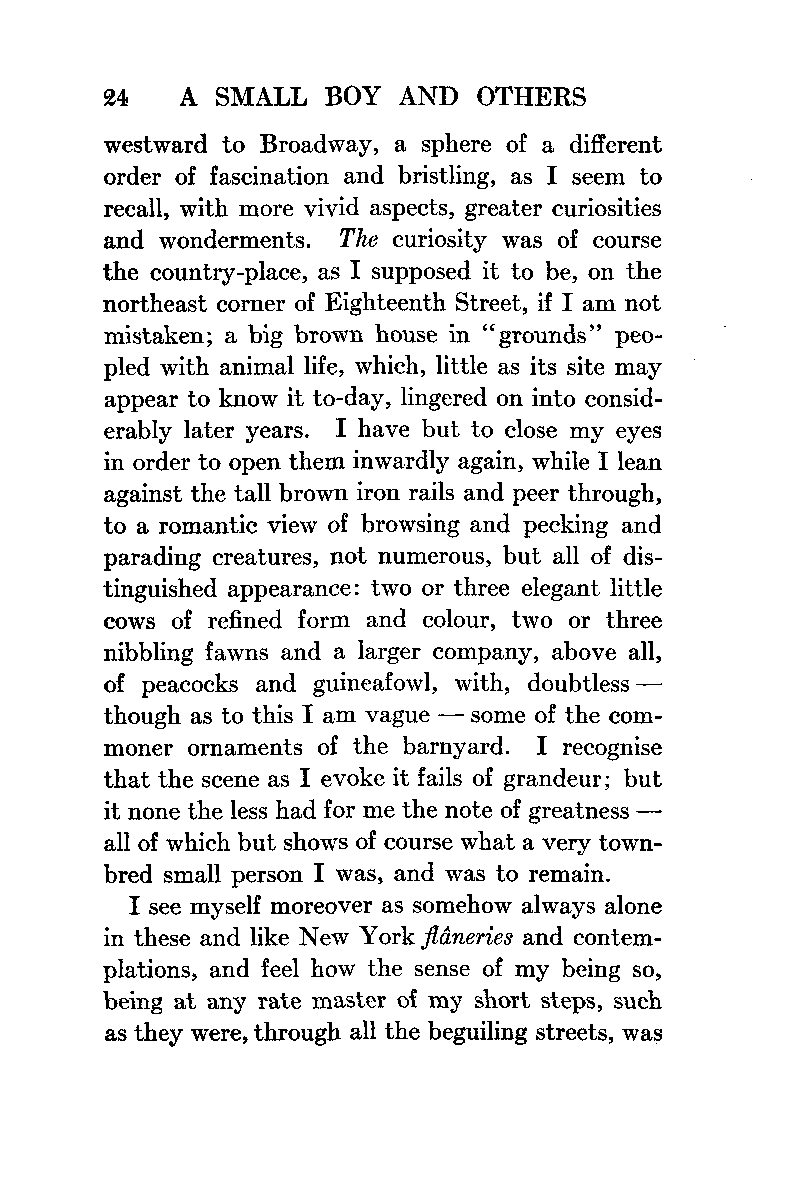 24 A SMALL BOY AND OTHERS
westward to Broadway, a sphere of a different
order of fascination and bristling, as I seem to
recall, with more vivid aspects, greater curiosities
and wonderments. The curiosity was of course
the country-place, as I supposed it to be, on the
northeast corner of Eighteenth Street, if I am not
mistaken; a big brown house in “grounds” peo-
pled with animal life, which, little as its site may
appear to know it to-day, lingered on into consid-
erably later years. I have but to close my eyes
in order to open them inwardly again, while I lean
against the tall brown iron rails and peer through,
to a romantic view of browsing and pecking and
parading creatures, not numerous, but all of dis-
tinguished appearance: two or three elegant little
cows of refined form and colour, two or three
nibbling fawns and a larger company, above all,
of peacocks and guineafowl, with, doubtless —
though as to this I am vague — some of the com-
moner ornaments of the barnyard. I recognise
that the scene as I evoke it fails of grandeur; but
it none the less had for me the note of greatness —
all of which but shows of course what a very town-
bred small person I was, and was to remain.
I see myself moreover as somehow always alone
in these and like New York flâneries and contem-
plations, and feel how the sense of my being so,
being at any rate master of my short steps, such
as they were, through all the beguiling streets, was